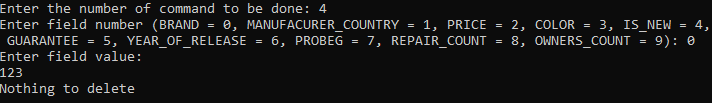 Enter the number of command to be done: 4
Enter field number (BRAND = 0, MANUFACURER_COUNTRY = 1, PRICE = 2, COLOR = 3, IS_NEW = 4,
GUARANTEE = 5, YEAR_OF_RELEASE = 6, PROBEG = 7, REPAIR_COUNT = 8, OWNERS_COUNT = 9): 0
Enter field value:
123
Nothing to delete